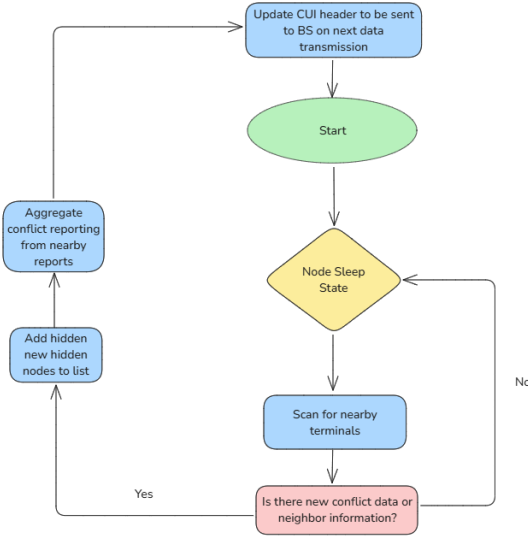 Update CUI header to be sent
to BS on next data
transmission
Start
Aggregate
conflict reporting
from nearby
reports
Node Sleep
State
Add hidden
new hidden
nodes to list
No
Scan for nearby
terminals
Yes
Is there new conflict data or
neighbor information?